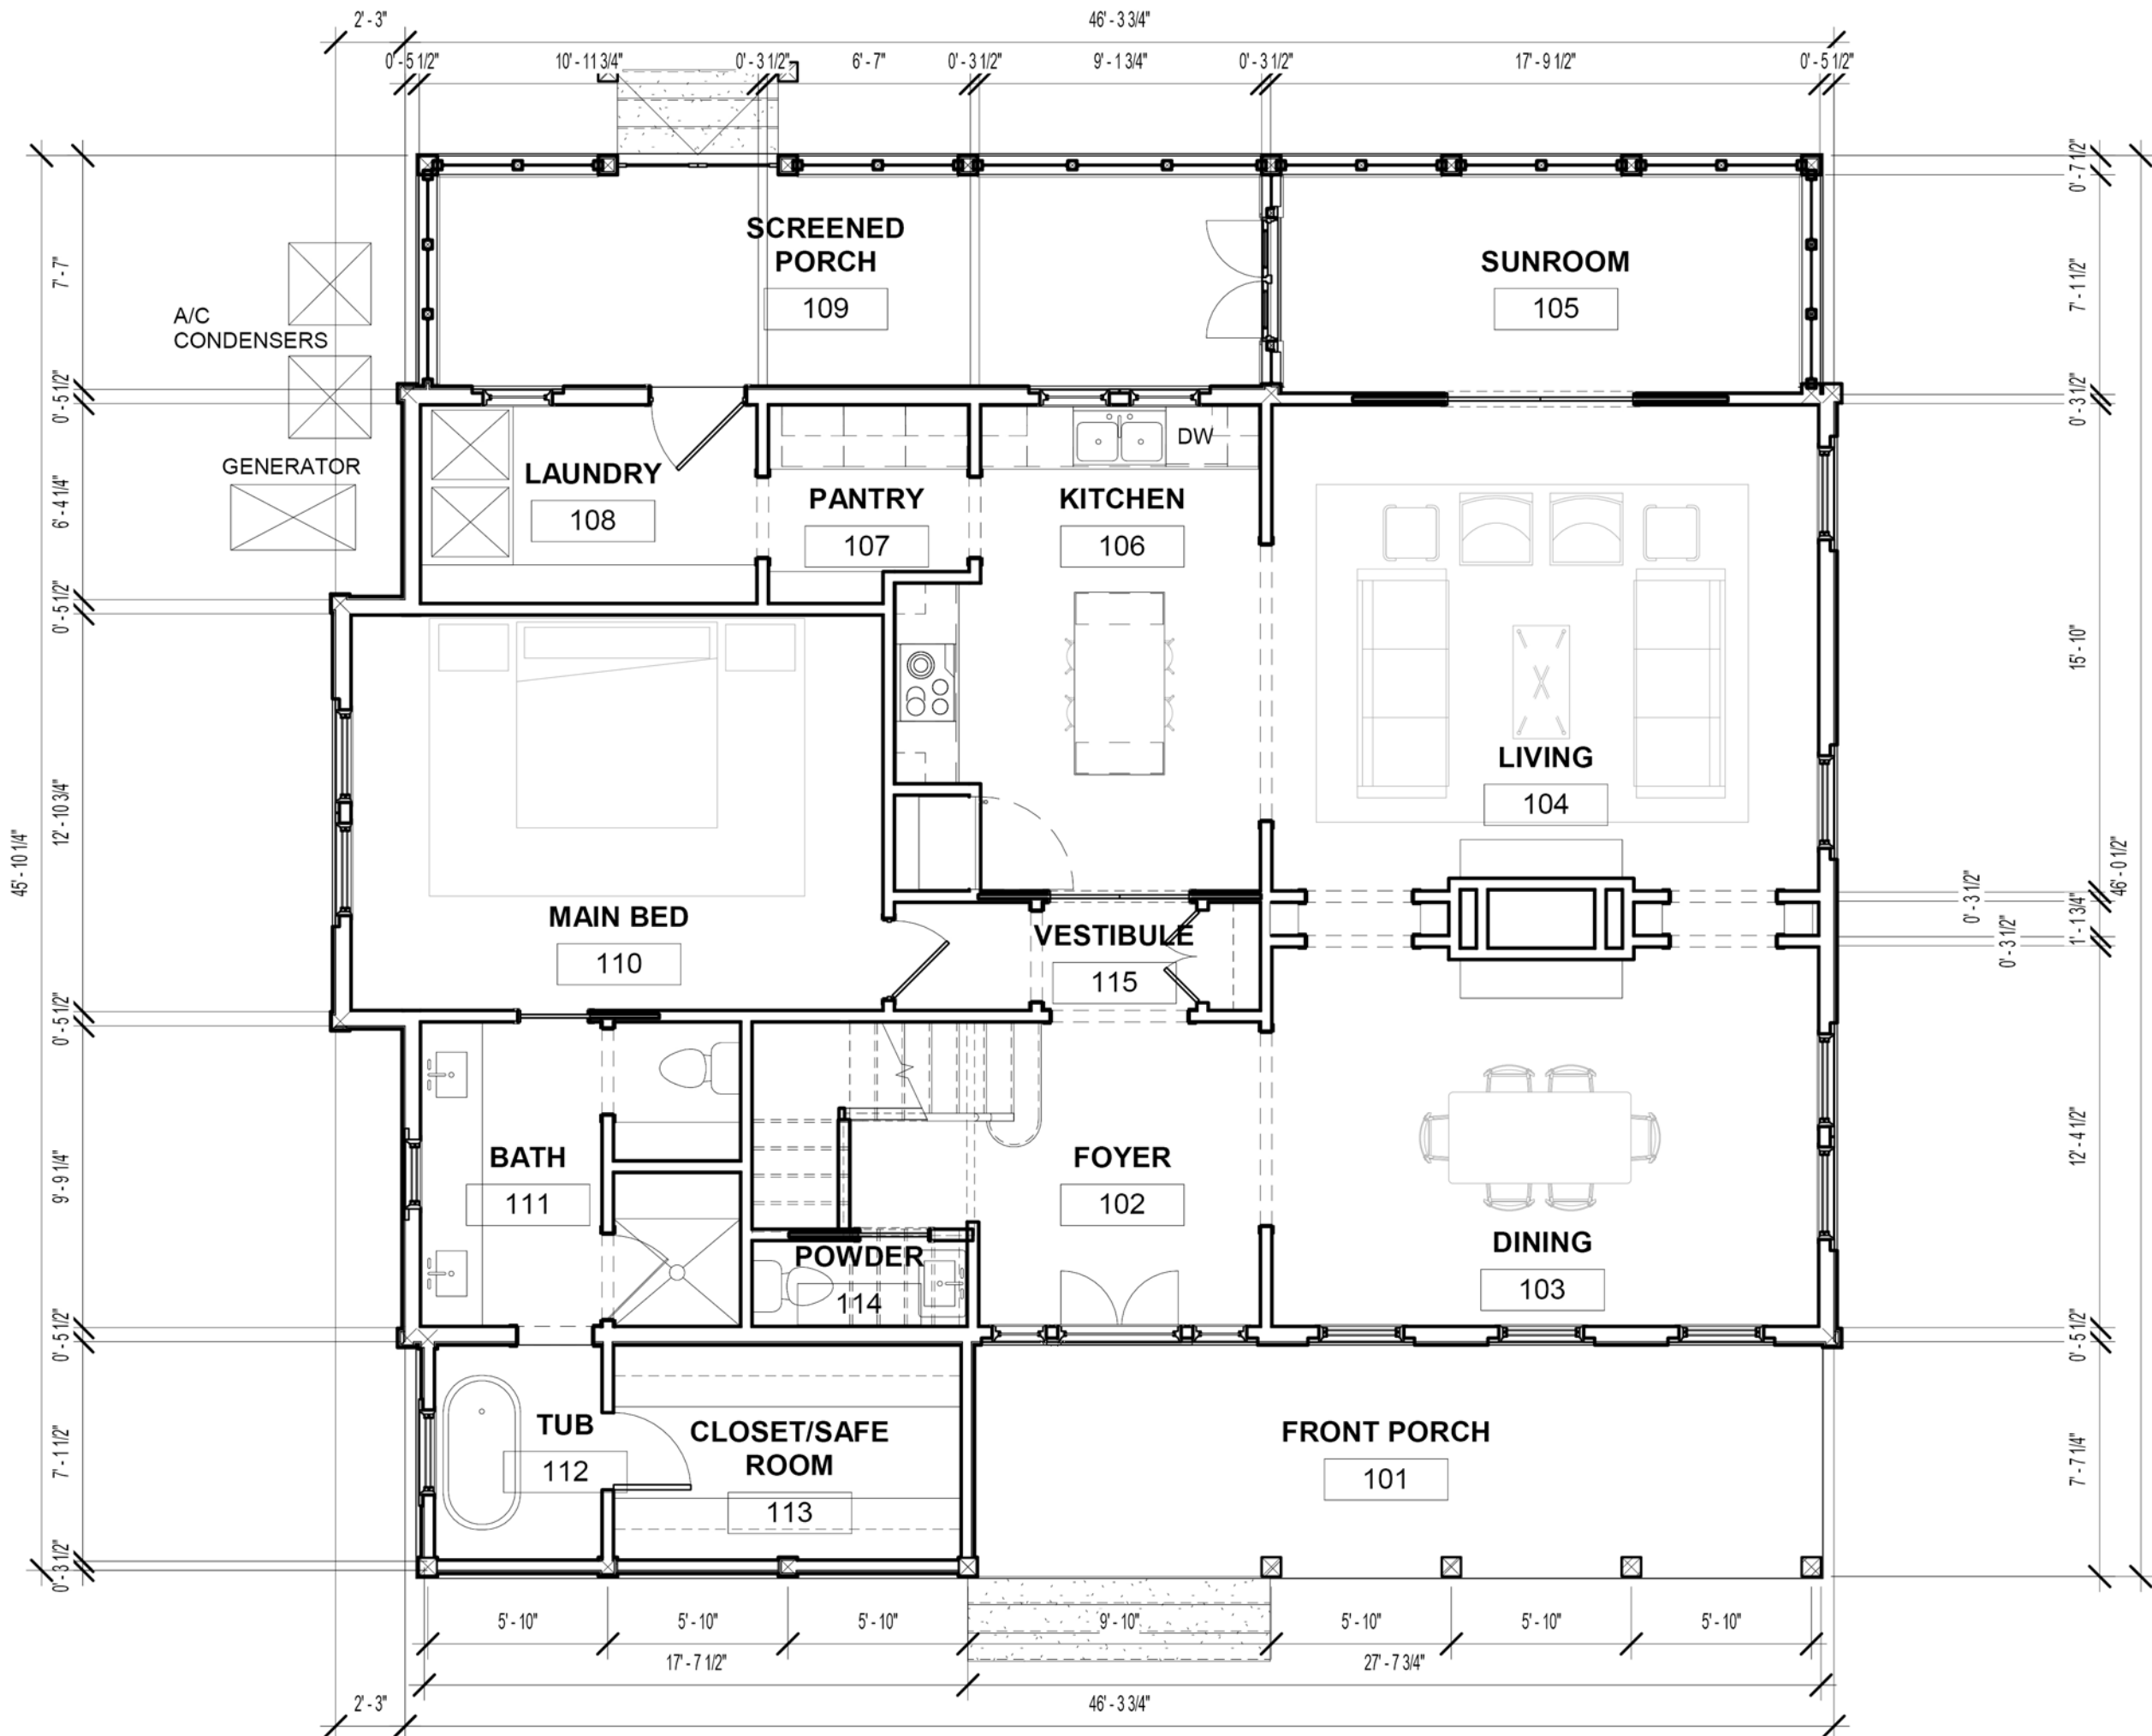 2' - 3"
46' - 3 3/4"
0' - 5 1/2"
10' - 11 3/4"
0' - 3 1/2"
6' - 7"
0' - 3 1/2"
9' - 1 3/4"
0' - 3 1/2"
17' - 9 1/2"
0' - 5 1/2"
0' - 7 1/2"
SCREENED
PORCH
109
SUNROOM
105
7' - 7"
7' - 1 1/2"
A/C
CONDENSERS
0' - 5 1/2"
0' - 3 1/2"
DW
GENERATOR
LAUNDRY
108
PANTRY
107
KITCHEN
106
6' - 4 1/4"
0' - 5 1/2"
15' - 10"
LIVING
104
12' - 10 3/4"
45' - 10 1/4"
46' - 0 1/2"
0' - 3 1/2"
1' - 1 3/4"
0' - 3 1/2"
MAIN BED
110
VESTIBULE
115
0' - 5 1/2"
BATH
111
FOYER
102
9' - 9 1/4"
12' - 4 1/2"
POWDER
114
DINING
103
0' - 5 1/2"
0' - 5 1/2"
TUB
112
CLOSET/SAFE
ROOM
113
FRONT PORCH
101
7' - 1 1/2"
7' - 7 1/4"
0' - 3 1/2"
5' - 10"
5' - 10"
5' - 10"
9' - 10"
5' - 10"
5' - 10"
5' - 10"
17' - 7 1/2"
27' - 7 3/4"
2' - 3"
46' - 3 3/4"